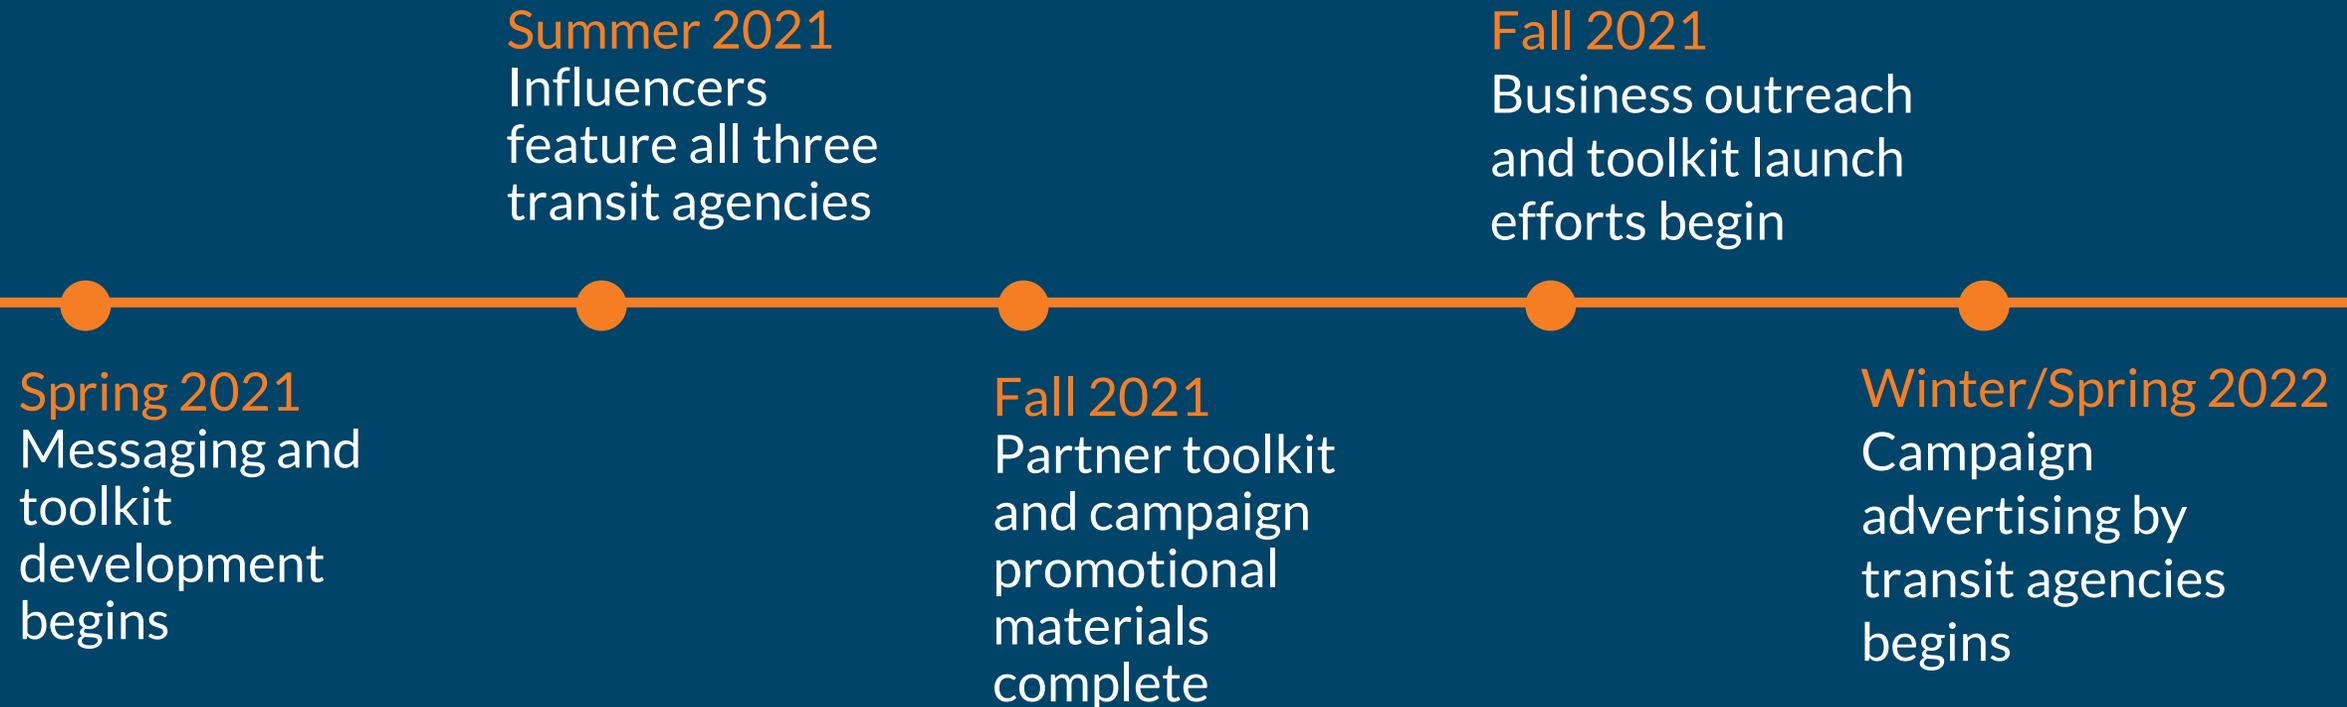 Spring 2021
Messaging and
toolkit
development
begins
Summer 2021
Influencers
feature all three
transit agencies
Fall 2021
Partner toolkit
and campaign
promotional
materials
complete
Fall 2021
Business outreach
and toolkit launch
efforts begin
Winter/Spring 2022
Campaign
advertising by
transit agencies
begins